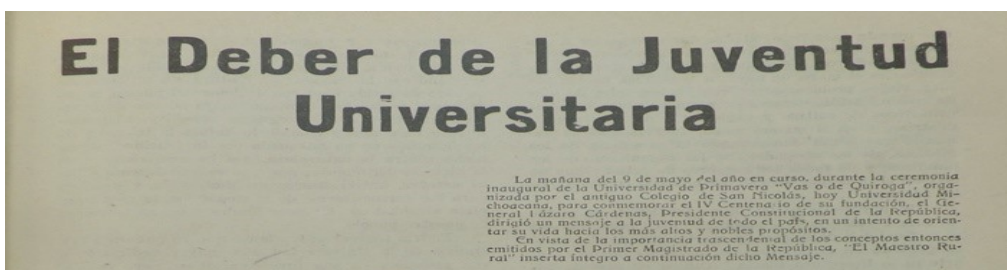 El Deber de la Juventud
Universitaria
La mañana del 9 de mayo del año en curso, durante la ceremonia
inaugural de la Universidad de Primavera "Vas o de Quiroga", orga-
nizada por el antiguo Colegio de San Nicolás, hoy Universidad Mi-
choacana, para conmemorar el IV Centenario de su fundación, el Ge-
neral Lázaro Cárdenas, Presidente Constitucional de la República,
dirigió un mensaje a la juventud de todo el país, en un intento de orien-
tar su vida hacia los más altos y nobles propósitos.
En vista de la importancia trascendental de los conceptos entonces
emitidos por el Primer Magistrado de la República, "El Maestro Ru-
ral" inserta íntegro a continuación dicho Mensaje.